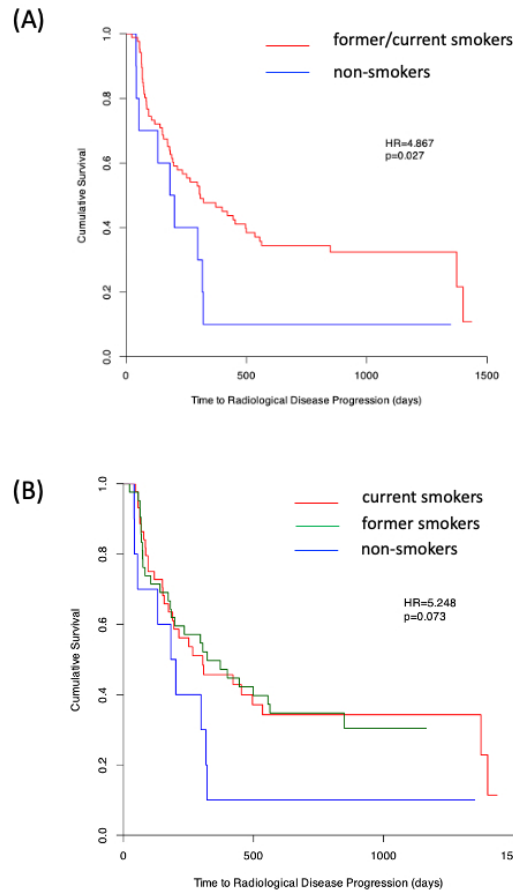 (A)
former/current smokers
non-smokers
HR=4.867
p=0.027
Cumulative Survival
1.0
0.8
0.6
0.4
0.2
0.0
0 500 1000 1500
Time to Radiological Disease Progression (days)
(B)
current smokers
former smokers
non-smokers
HR=5.248
p=0.073
Cumulative Survival
1.0
0.8
0.6
0.4
0.2
0.0
0 500 1000
Time to Radiological Disease Progression (days)